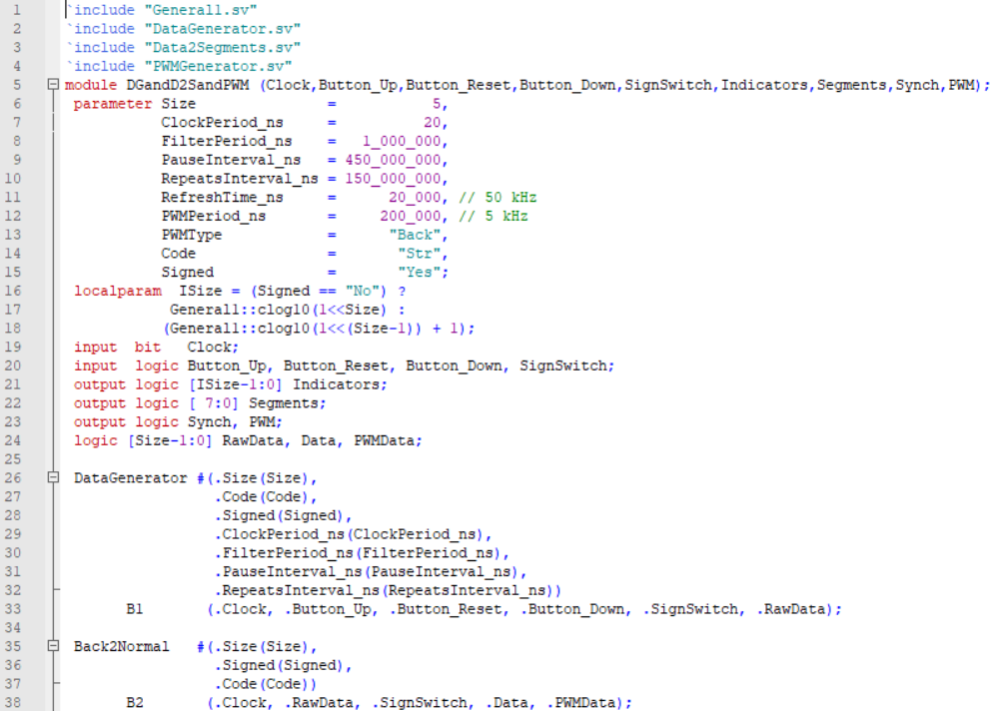 1 `include "General1.sv"
2 `include "DataGenerator.sv"
3 `include "Data2Segments.sv"
4 `include "PWMGenerator.sv"
5 module DGandD2SandPWM (Clock,Button_Up,Button_Reset,Button_Down,SignSwitch,Indicators,Segments,Synch,PWM);
6 parameter Size = 5,
7 ClockPeriod_ns = 20,
8 FilterPeriod_ns = 1_000_000,
9 PauseInterval_ns = 450_000_000,
10 RepeatsInterval_ns = 150_000_000,
11 RefreshTime_ns = 20_000, // 50 kHz
12 PWMPeriod_ns = 200_000, // 5 kHz
13 PWMType = "Back",
14 Code = "Str",
15 Signed = "Yes";
16 localparam ISize = (Signed == "No") ?
17 General1::clog10(1<<Size) :
18 (General1::clog10(1<<(Size-1)) + 1);
19 input bit Clock;
20 input logic Button_Up, Button_Reset, Button_Down, SignSwitch;
21 output logic [ISize-1:0] Indicators;
22 output logic [ 7:0] Segments;
23 output logic Synch, PWM;
24 logic [Size-1:0] RawData, Data, PWMData;
25
26 DataGenerator #(.Size(Size),
27 .Code(Code),
28 .Signed(Signed),
29 .ClockPeriod_ns(ClockPeriod_ns),
30 .FilterPeriod_ns(FilterPeriod_ns),
31 .PauseInterval_ns(PauseInterval_ns),
32 .RepeatsInterval_ns(RepeatsInterval_ns))
33 B1 (.Clock, .Button_Up, .Button_Reset, .Button_Down, .SignSwitch, .RawData);
34
35 Back2Normal #(.Size(Size),
36 .Signed(Signed),
37 .Code(Code))
38 B2 (.Clock, .RawData, .SignSwitch, .Data, .PWMData);